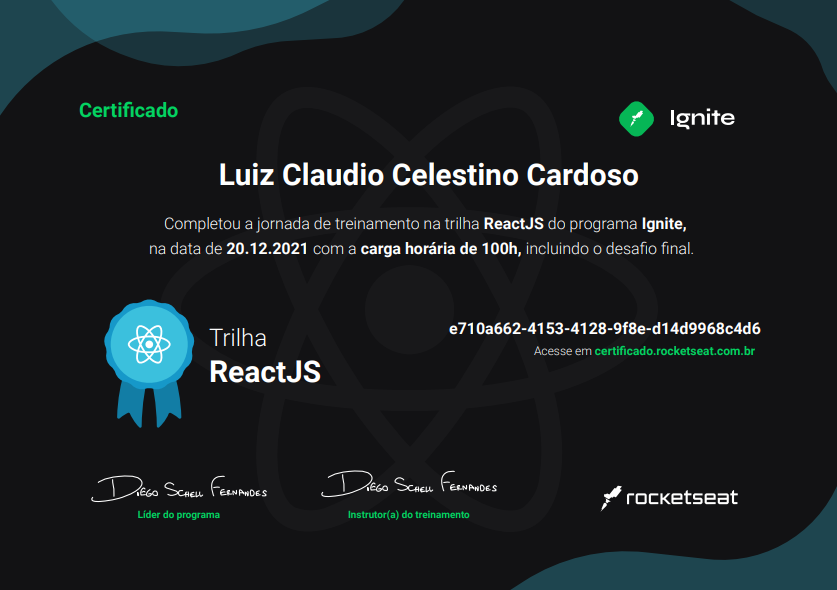 Certificado
Ignite
Luiz Claudio Celestino Cardoso
Completou a jornada de treinamento na trilha ReactJS do programa Ignite,
na data de 20.12.2021 com a carga horária de 100h, incluindo o desafio final.
Trilha
ReactJS
e710a662-4153-4128-9f8e-d14d9968c4d6
Acesse em certificado.rocketseat.com.br
Diego Schell Fernandes
Líder do programa
Diego Schell Fernandes
Instrutor(a) do treinamento
rocketseat